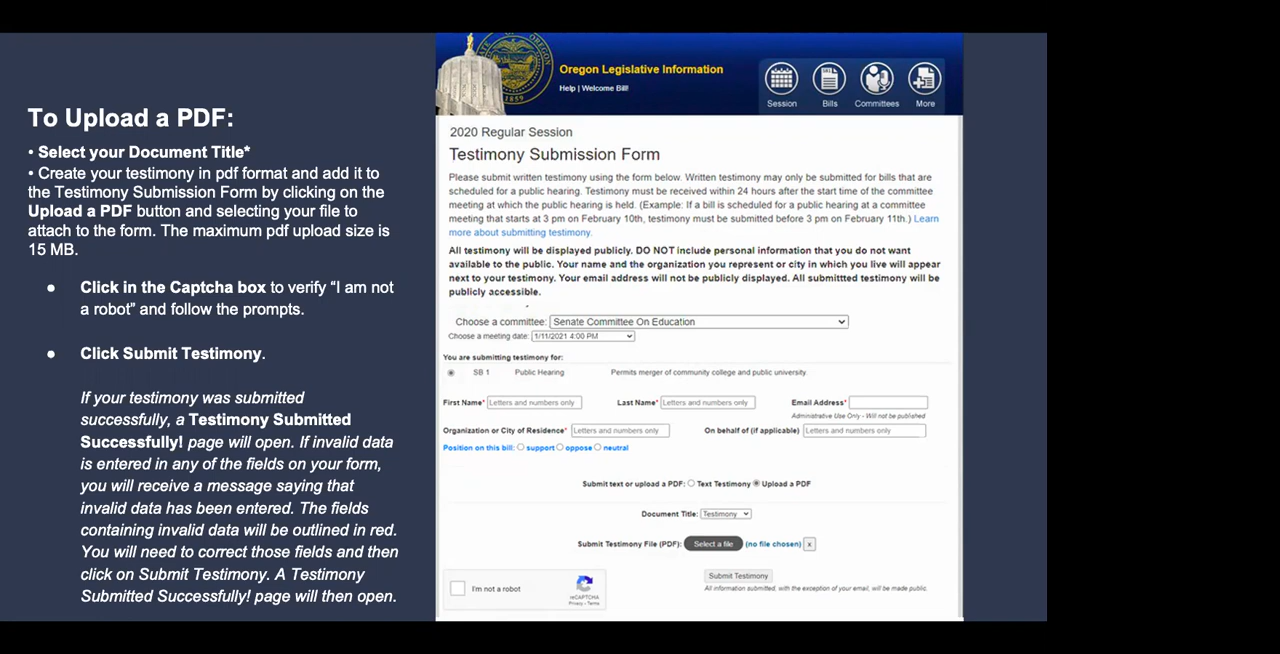 To Upload a PDF:
• Select your Document Title*
• Create your testimony in pdf format and add it to
the Testimony Submission Form by clicking on the
Upload a PDF button and selecting your file to
attach to the form. The maximum pdf upload size is
15 MB.
● Click in the Captcha box to verify “I am not
a robot” and follow the prompts.
● Click Submit Testimony.
If your testimony was submitted
successfully, a Testimony Submitted
Successfully! page will open. If invalid data
is entered in any of the fields on your form,
you will receive a message saying that
invalid data has been entered. The fields
containing invalid data will be outlined in red.
You will need to correct those fields and then
click on Submit Testimony. A Testimony
Submitted Successfully! page will then open.
OREGON
1859
Oregon Legislative Information
Help | Welcome Bill!
Session Bills Committees More
2020 Regular Session
Testimony Submission Form
Please submit written testimony using the form below. Written testimony may only be submitted for bills that are
scheduled for a public hearing. Testimony must be received within 24 hours after the start time of the committee
meeting at which the public hearing is held. (Example: If a bill is scheduled for a public hearing at a committee
meeting that starts at 3 pm on February 10th, testimony must be submitted before 3 pm on February 11th.) Learn
more about submitting testimony.
All testimony will be displayed publicly. DO NOT include personal information that you do not want
available to the public. Your name and the organization you represent or city in which you live will appear
next to your testimony. Your email address will not be publicly displayed. All submittted testimony will be
publicly accessible.
Choose a committee: Senate Committee On Education
Choose a meeting date: 1/11/2021 4:00 PM
You are submitting testimony for:
SB 1 Public Hearing Permits merger of community college and public university.
First Name* Letters and numbers only Last Name* Letters and numbers only Email Address*
Administrative Use Only - Will not be published
Organization or City of Residence* Letters and numbers only On behalf of (if applicable) Letters and numbers only
Position on this bill: support oppose neutral
Submit text or upload a PDF: Text Testimony Upload a PDF
Document Title: Testimony
Submit Testimony File (PDF): Select a file (no file chosen) x
I'm not a robot
reCAPTCHA
Privacy - Terms
Submit Testimony
All information submitted, with the exception of your email, will be made public.